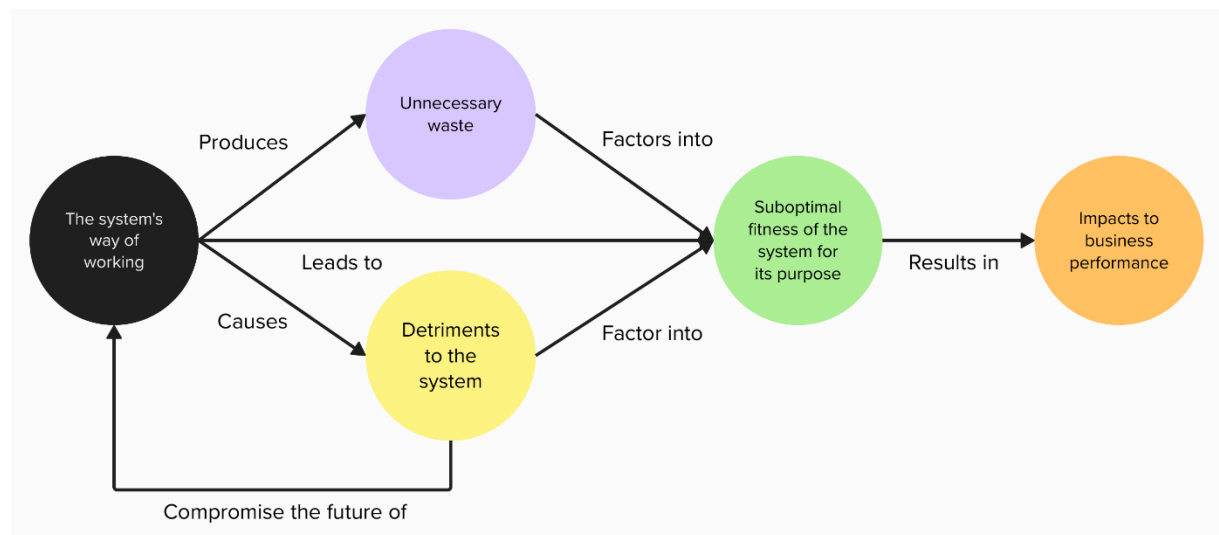 Unnecessary
waste
Produces
Factors into
The system's
way of
working
Leads to
Suboptimal
fitness of the
system for
its purpose
Results in
Impacts to
business
performance
Causes
Detriments
to the
system
Factor into
Compromise the future of